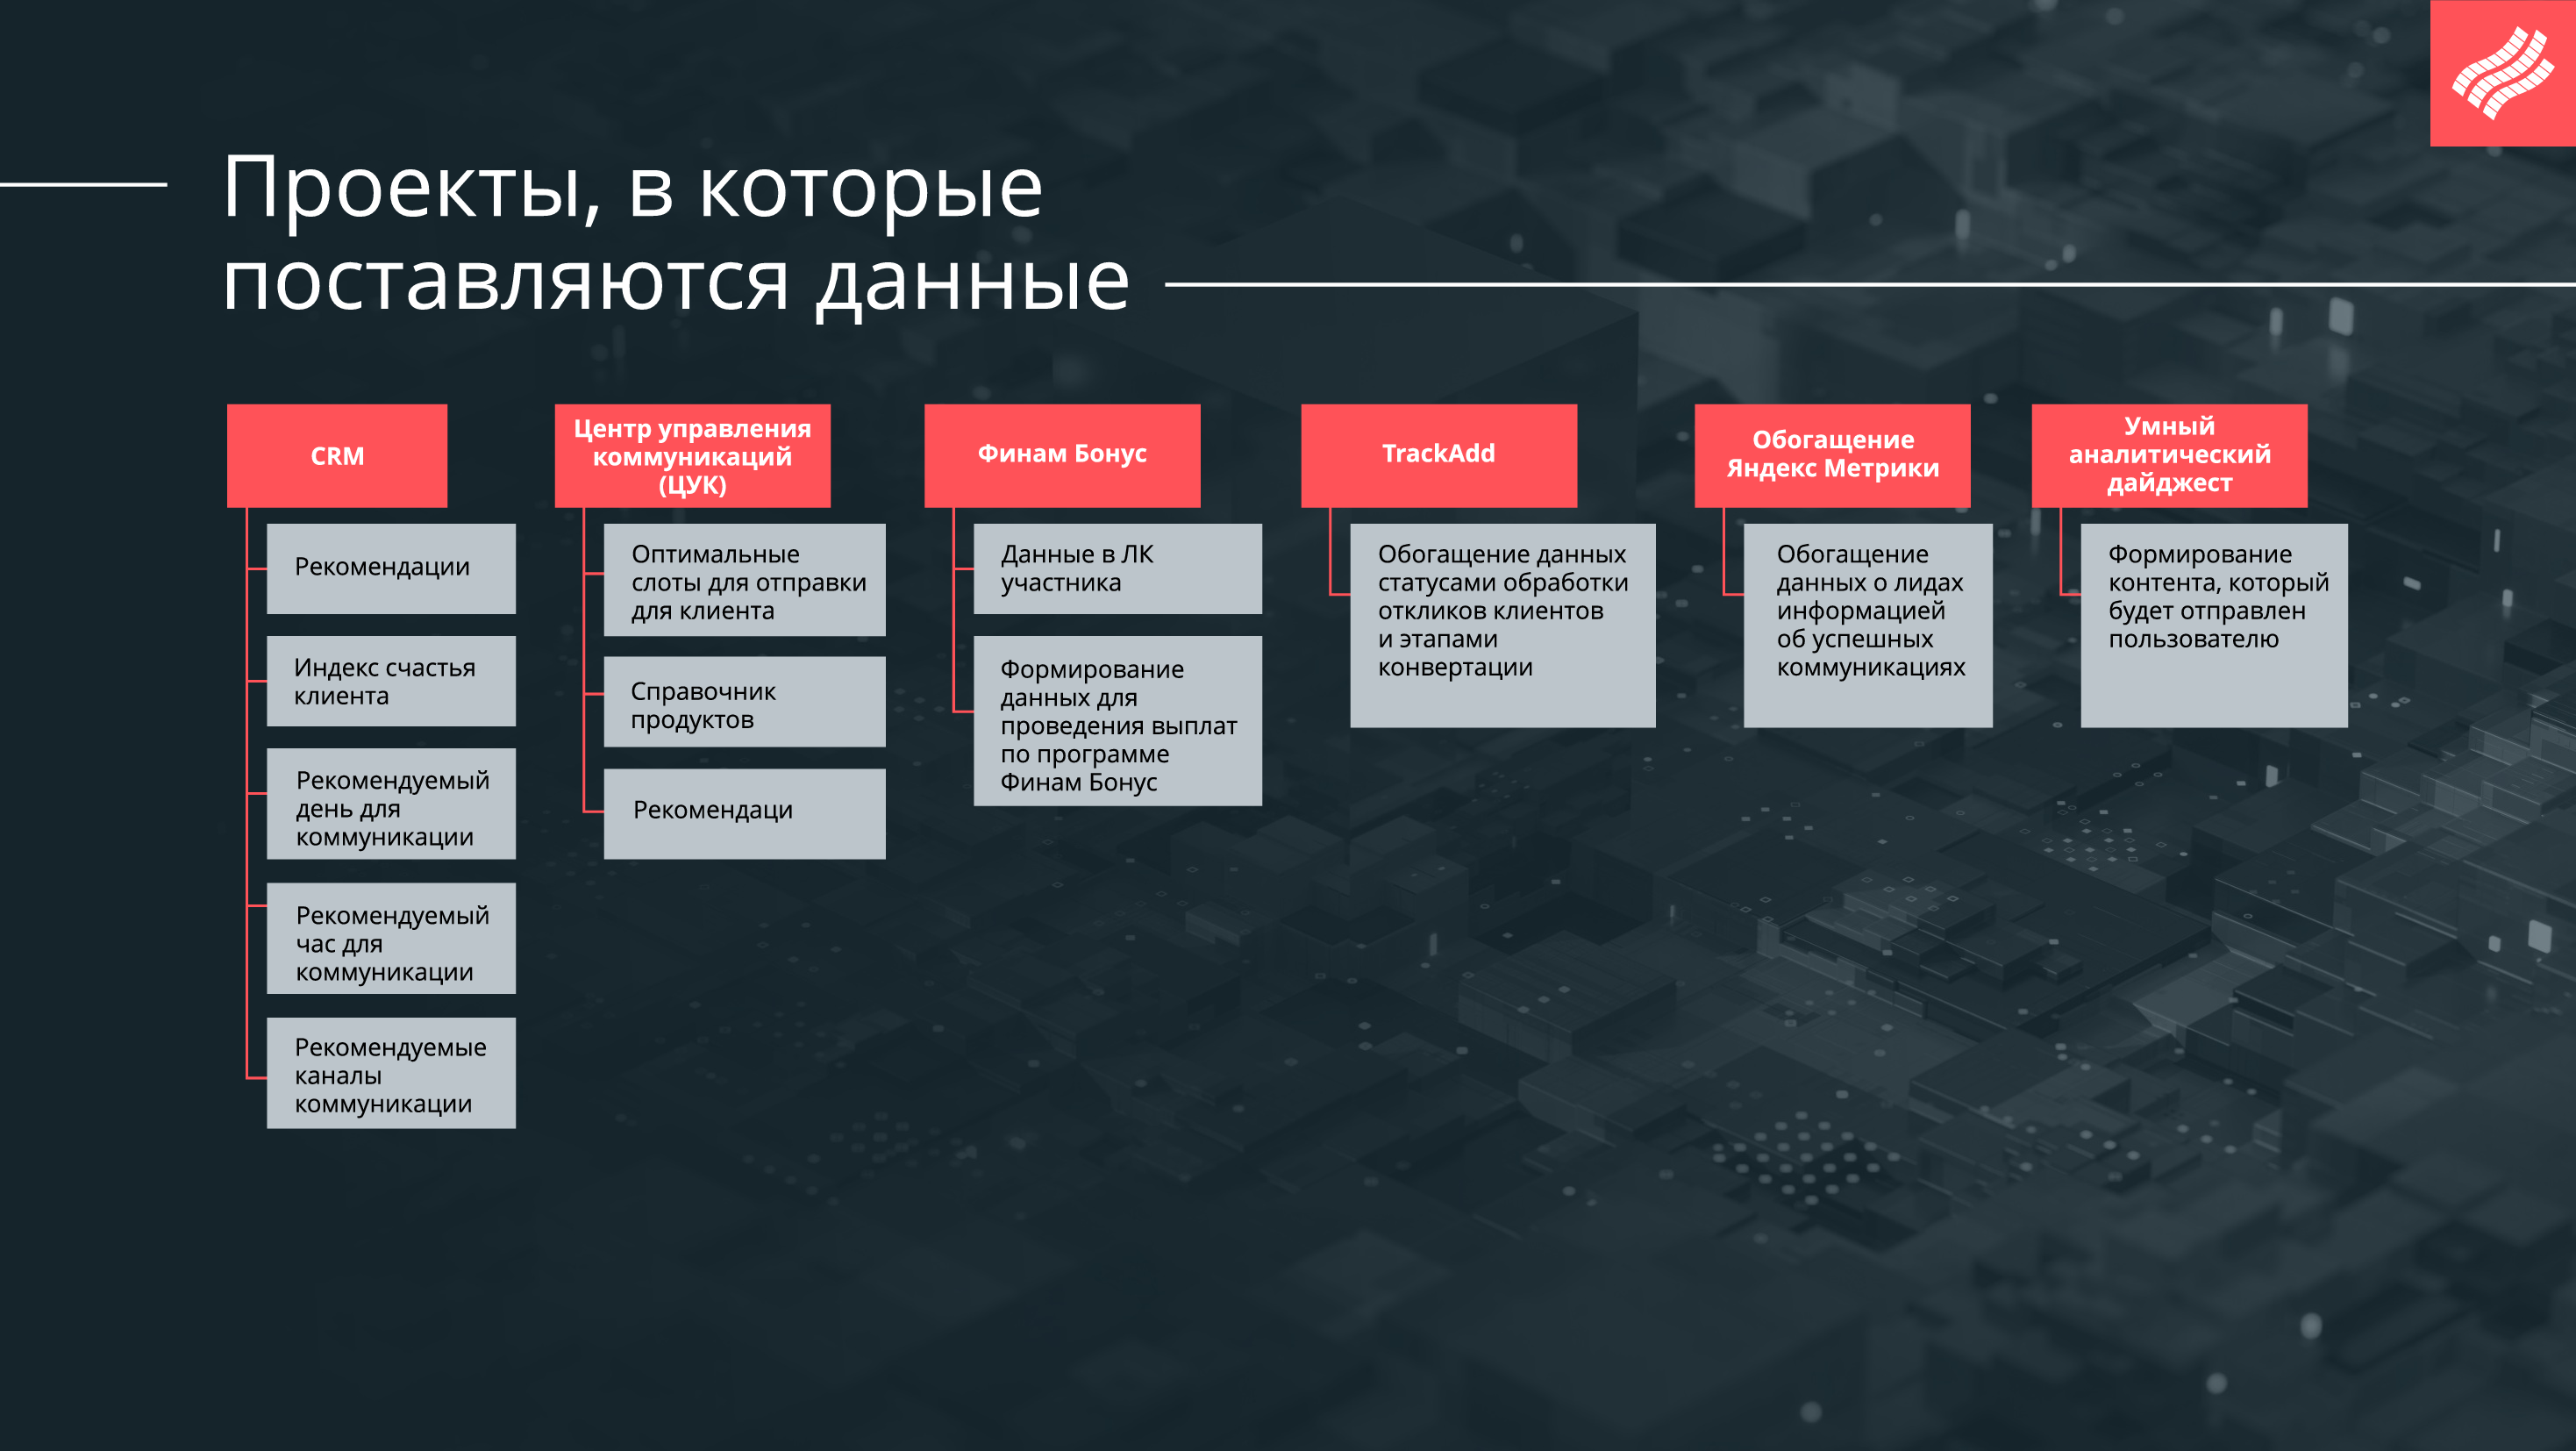 Проекты, в которые
поставляются данные
CRM
Рекомендации
Индекс счастья
клиента
Рекомендуемый
день для
коммуникации
Рекомендуемый
час для
коммуникации
Рекомендуемые
каналы
коммуникации
Центр управления
коммуникаций
(ЦУК)
Оптимальные
слоты для отправки
для клиента
Справочник
продуктов
Рекомендаци
Финам Бонус
Данные в ЛК
участника
Формирование
данных для
проведения выплат
по программе
Финам Бонус
TrackAdd
Обогащение данных
статусами обработки
откликов клиентов
и этапами
конвертации
Обогащение
Яндекс Метрики
Обогащение
данных о лидах
информацией
об успешных
коммуникациях
Умный
аналитический
дайджест
Формирование
контента, который
будет отправлен
пользователю